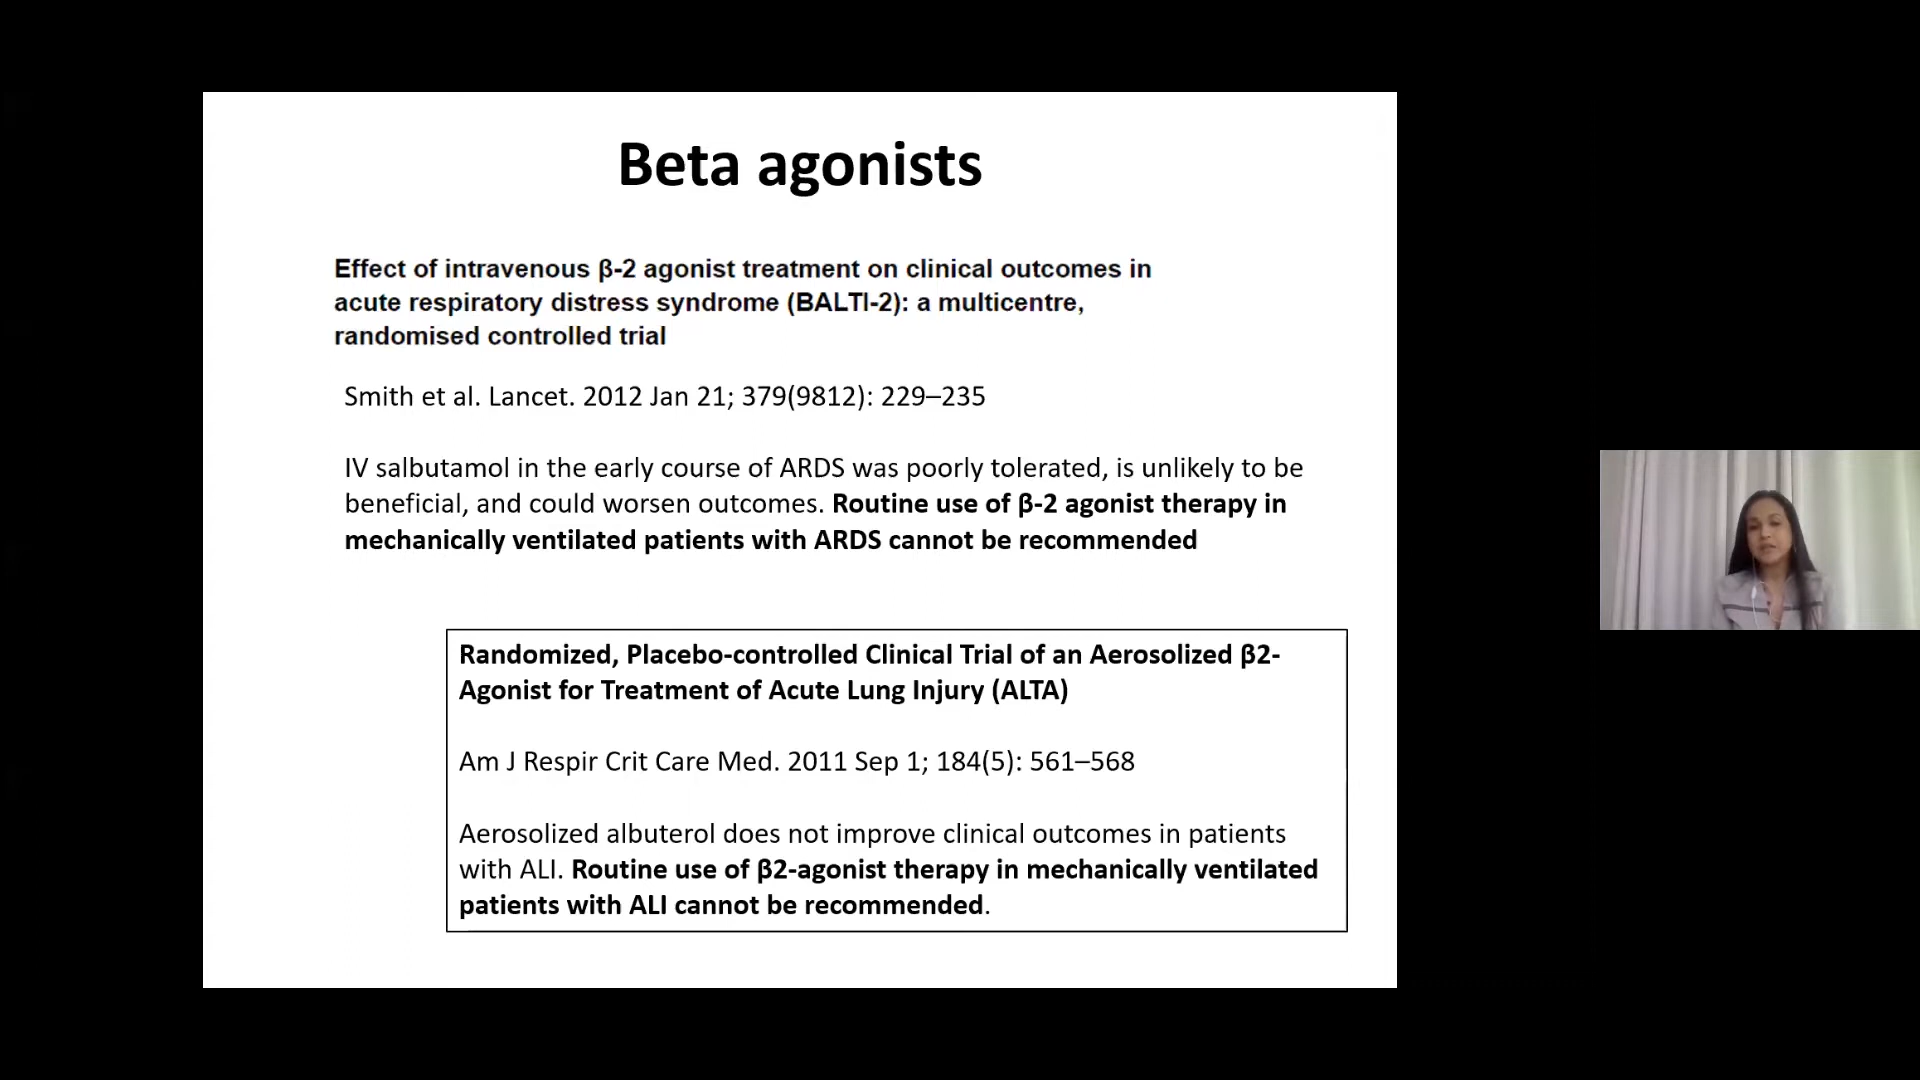 Beta agonists
Effect of intravenous β-2 agonist treatment on clinical outcomes in
acute respiratory distress syndrome (BALTI-2): a multicentre,
randomised controlled trial
Smith et al. Lancet. 2012 Jan 21; 379(9812): 229–235
IV salbutamol in the early course of ARDS was poorly tolerated, is unlikely to be
beneficial, and could worsen outcomes. Routine use of β-2 agonist therapy in
mechanically ventilated patients with ARDS cannot be recommended
Randomized, Placebo-controlled Clinical Trial of an Aerosolized β2-
Agonist for Treatment of Acute Lung Injury (ALTA)
Am J Respir Crit Care Med. 2011 Sep 1; 184(5): 561–568
Aerosolized albuterol does not improve clinical outcomes in patients
with ALI. Routine use of β2-agonist therapy in mechanically ventilated
patients with ALI cannot be recommended.